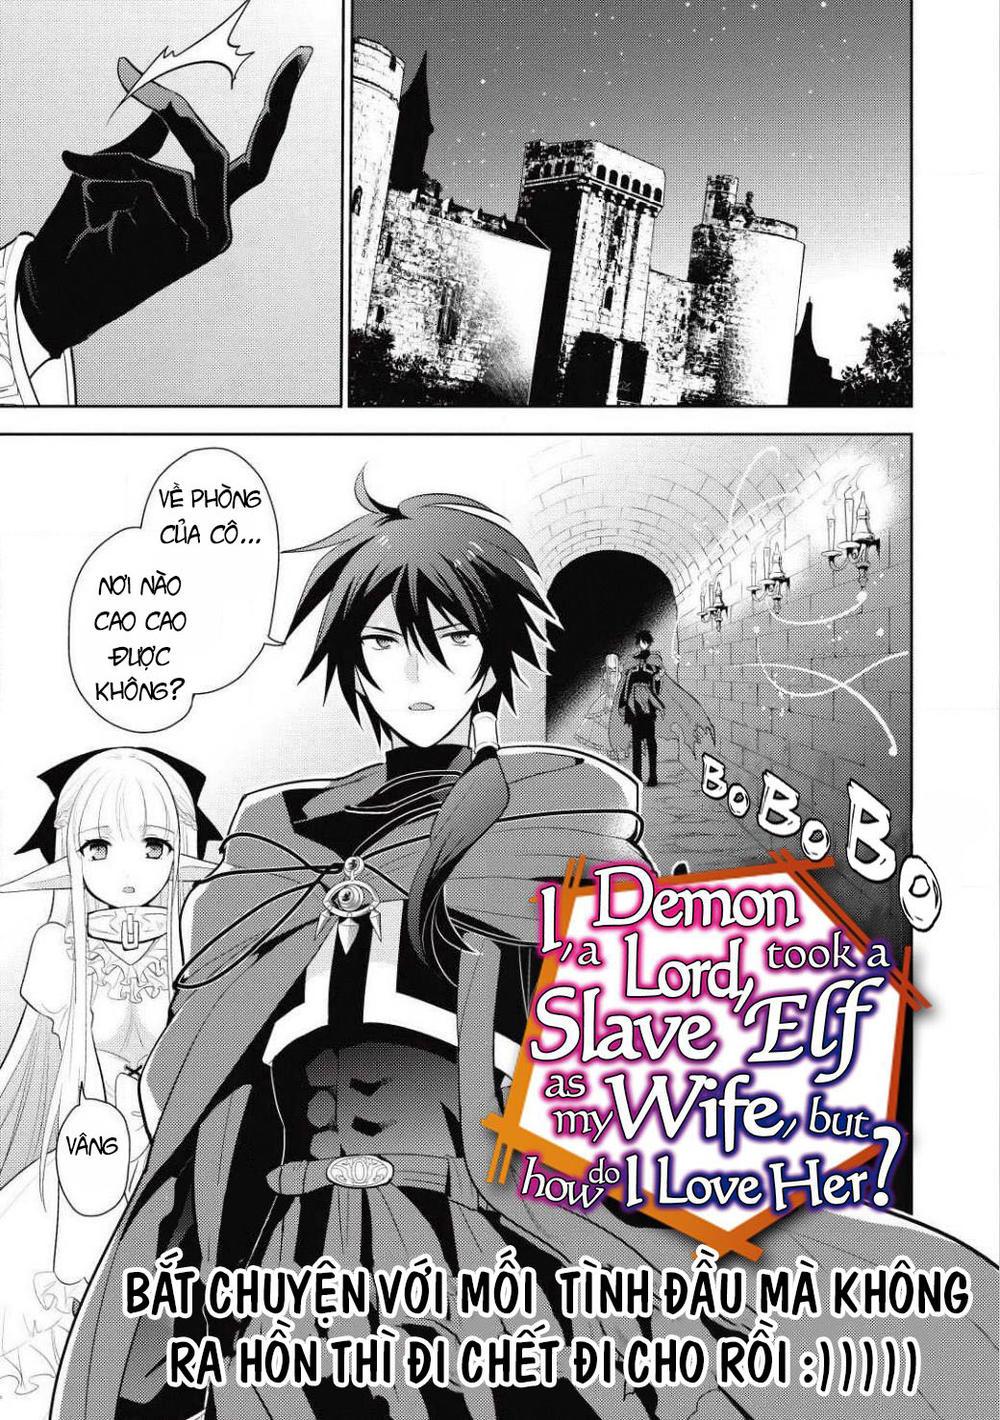 VỀ PHÒNG
CỦA CÔ...
NƠI NÀO
CAO CAO
ĐƯỢC
KHÔNG?
VÂNG
BO BO BO
I, a Demon
Lord, took a
Slave Elf
as my Wife, but
how do I Love Her?
BẮT CHUYỆN VỚI MỐI TÌNH ĐẦU MÀ KHÔNG
RA HỒN THÌ ĐI CHẾT ĐI CHO RỒI :)))))